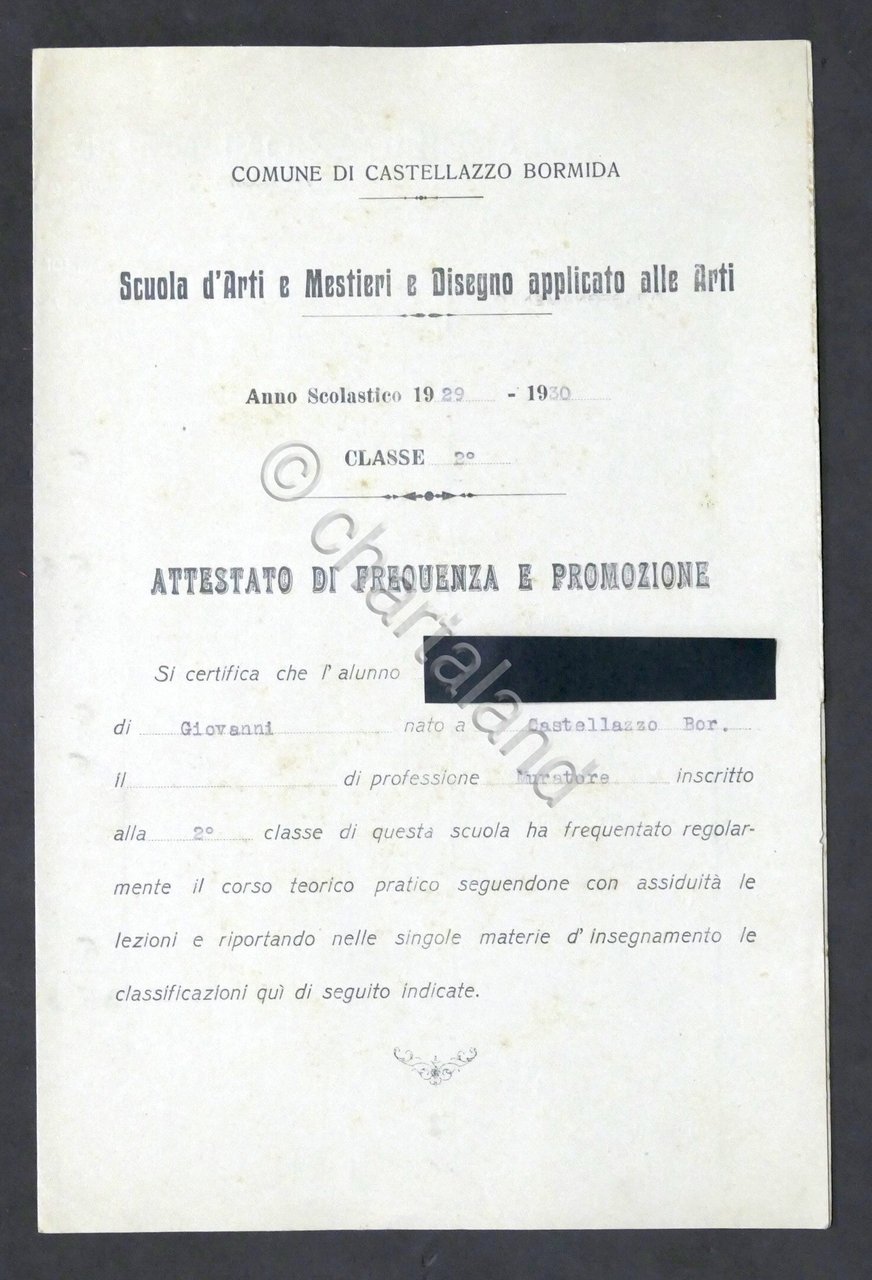 COMUNE DI CASTELLAZZO BORMIDA
Scuola d'Arti e Mestieri e Disegno applicato alle Arti
Anno Scolastico 1929 - 1930
CLASSE 2°
ATTESTATO DI FREQUENZA E PROMOZIONE
Si certifica che l'alunno
di Giovanni nato a Castellazzo Bor.
il di professione Muratore inscritto
alla 2° classe di questa scuola ha frequentato regolar-
mente il corso teorico pratico seguendone con assiduità le
lezioni e riportando nelle singole materie d'insegnamento le
classificazioni quì di seguito indicate.
© chartaland